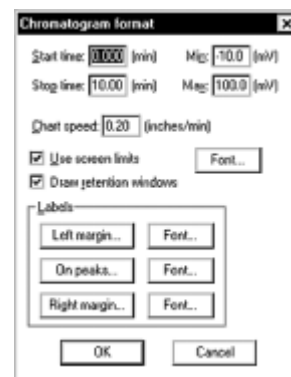 Chromatogram format
Start time: 0.000 (min) Min: -10.0 (mV)
Stop time: 10.00 (min) Max: 100.0 (mV)
Chart speed: 0.20 (inches/min)
Use screen limits Font...
Draw retention windows
Labels
Left margin... Font...
On peaks... Font...
Right margin... Font...
OK Cancel